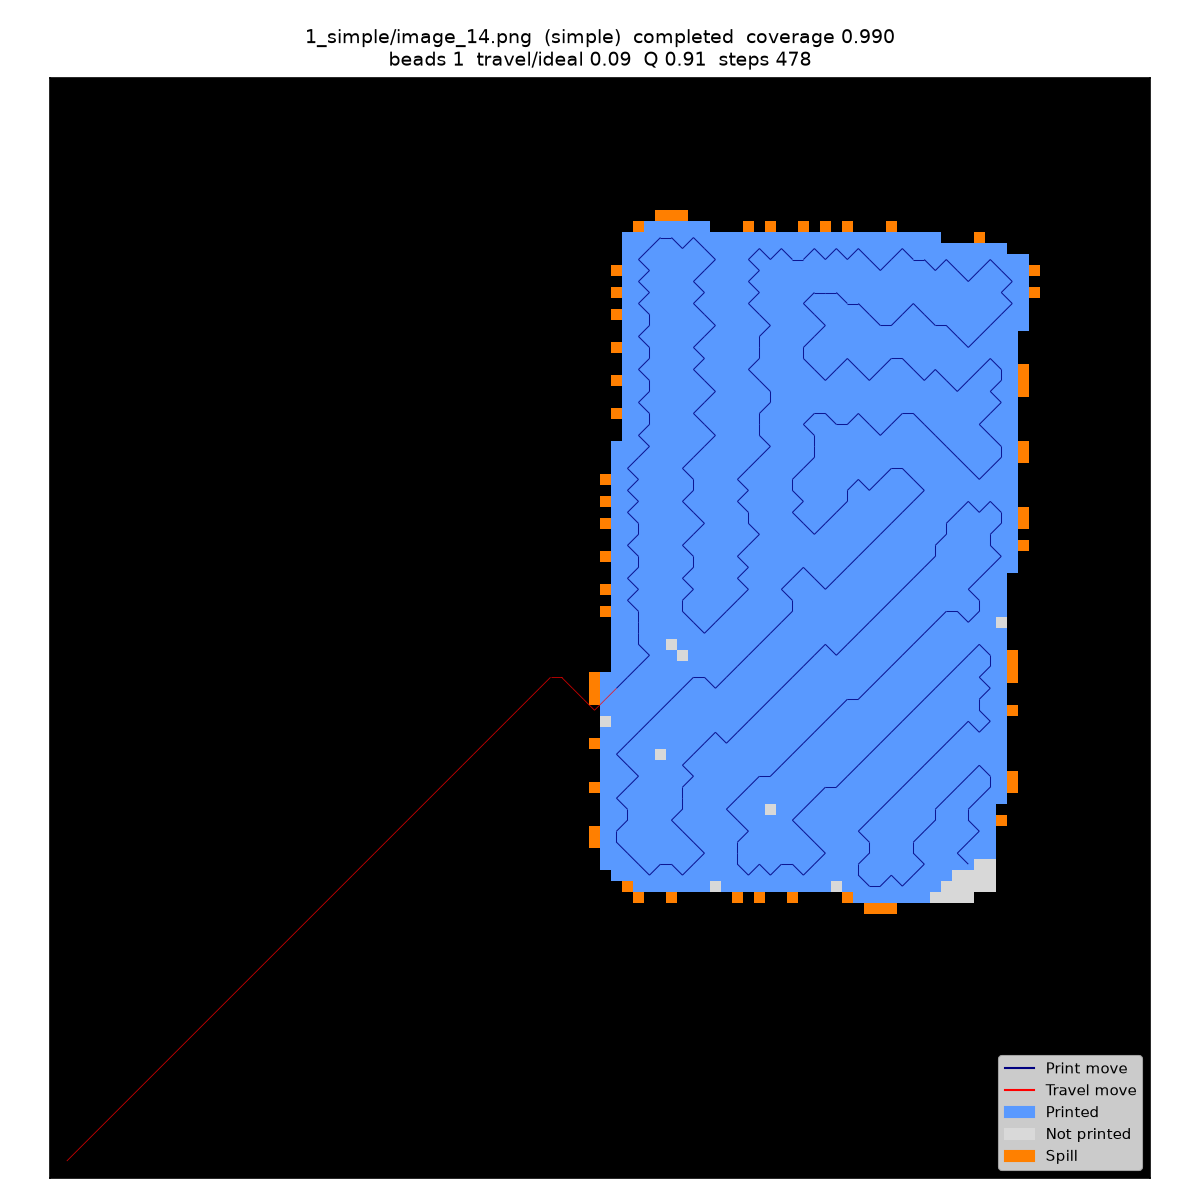 1_simple/image_14.png  (simple)  completed  coverage 0.990
beads 1  travel/ideal 0.09  Q 0.91  steps 478
Print move
Travel move
Printed
Not printed
Spill